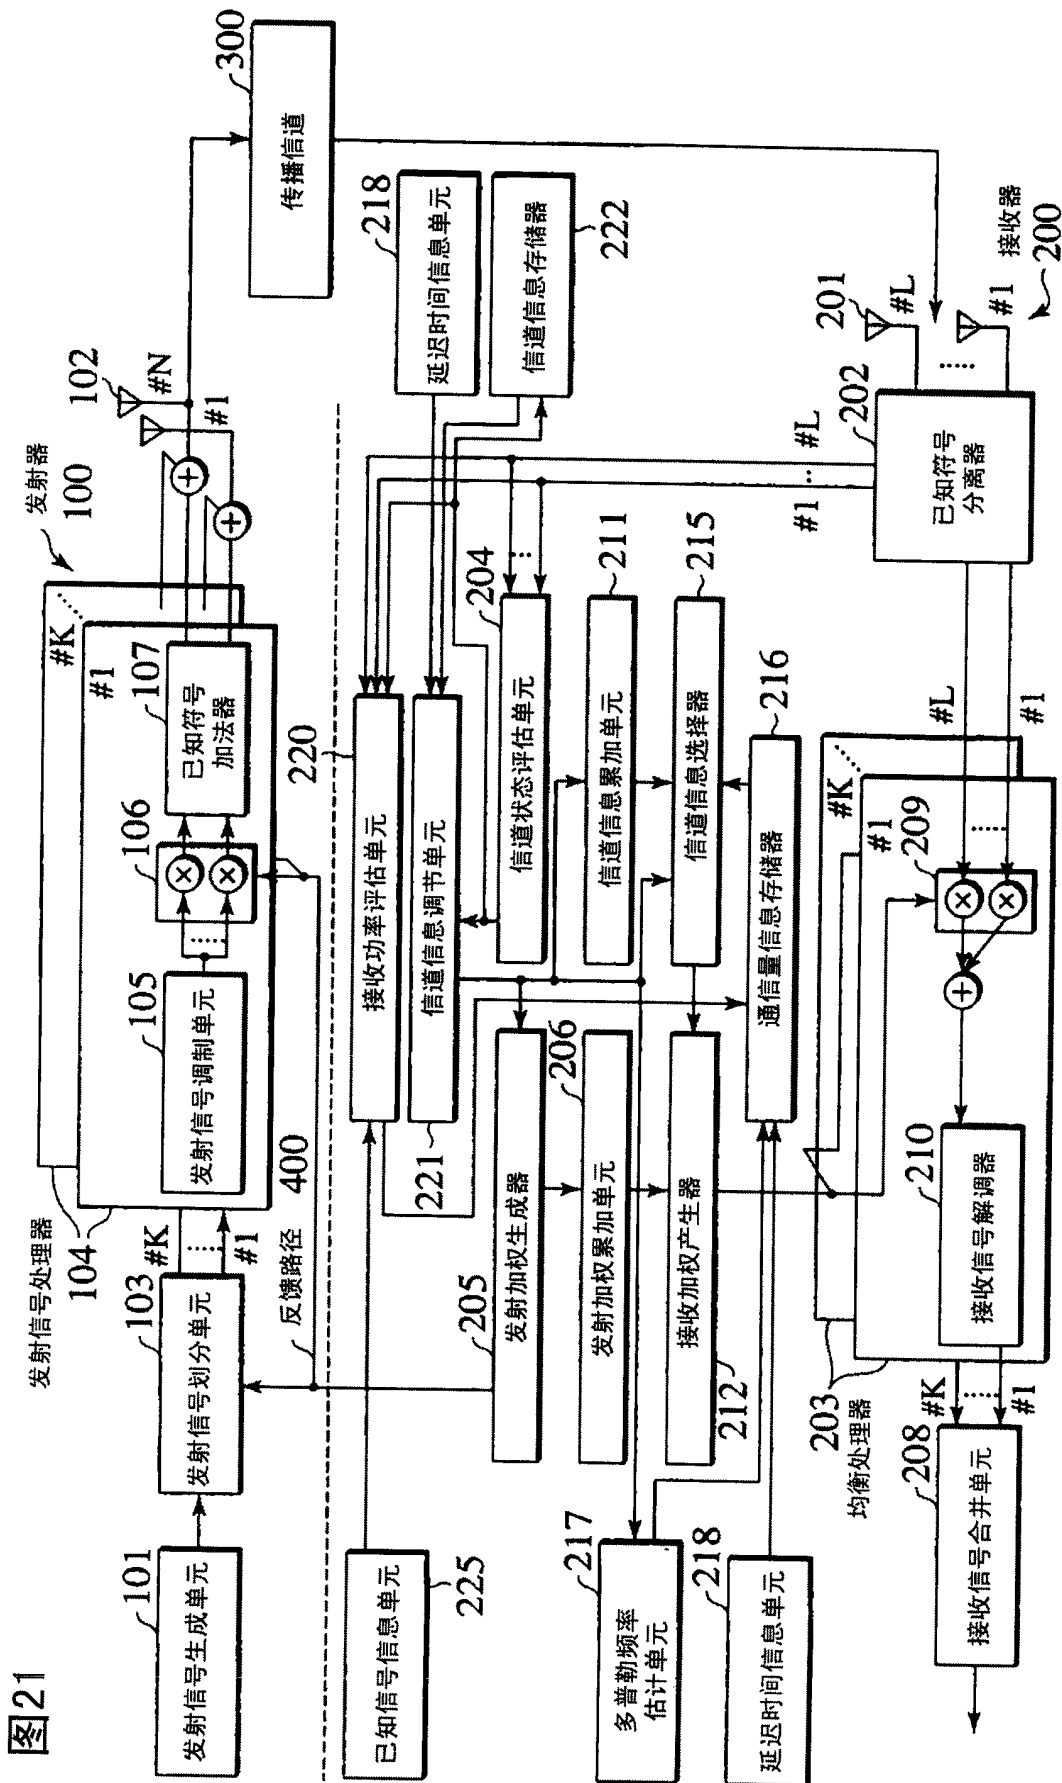 图21
发射器
100
发射信号处理器
104
#K
#1
101
发射信号生成单元
103
发射信号划分单元
#K
#1
105
发射信号调制单元
106
107
已知符号
加法器
102
#N
#1
300
传播信道
反馈路径
400
225
已知信号信息单元
220
接收功率评估单元
221
信道信息调节单元
218
延迟时间信息单元
222
信道信息存储器
204
信道状态评估单元
205
发射加权生成器
206
发射加权累加单元
211
信道信息累加单元
212
接收加权产生器
215
信道信息选择器
216
通信量信息存储器
217
多普勒频率
估计单元
218
延迟时间信息单元
#1
#L
接收器
200
201
#L
#1
202
已知符号
分离器
#L
#1
均衡处理器
203
#K
#1
209
210
接收信号解调器
#K
#1
208
接收信号合并单元